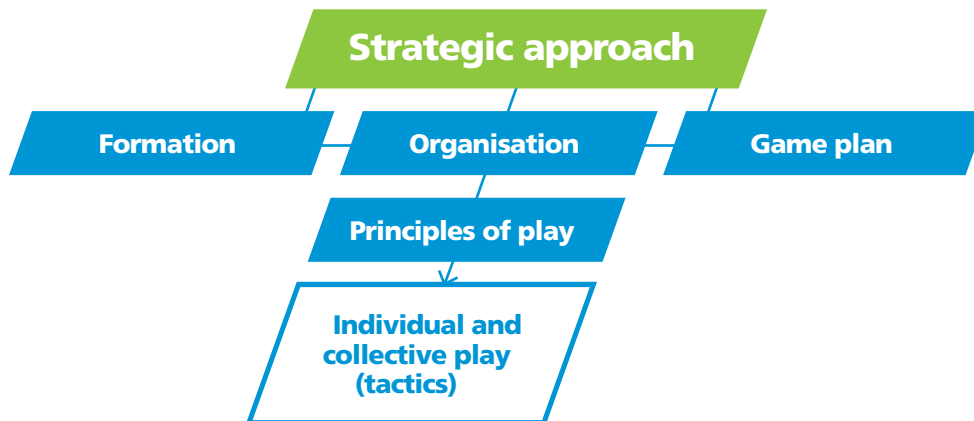 Strategic approach
Formation
Organisation
Game plan
Principles of play
Individual and
collective play
(tactics)